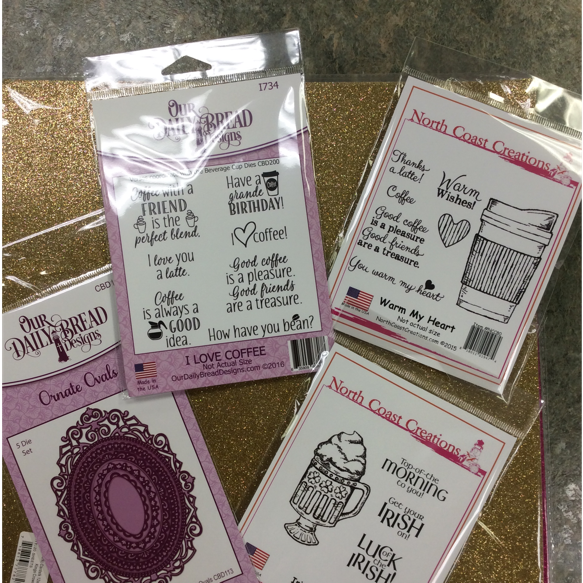 1734
Our
Daily Bread
Designs
Beverage Cup Dies CBD200
Coffee with a
FRIEND
is the
perfect blend.
I love you
a latte.
Coffee
is always a
GOOD
idea.
Have a
grande
BIRTHDAY!
I coffee!
Good coffee
is a pleasure.
Good friends
are a treasure.
How have you bean?
I LOVE COFFEE
Not Actual Size
OurDailyBreadDesigns.com ©2016
Made in
the USA
North Coast Creations
Thanks
a latte!
Coffee
Warm
Wishes!
Good coffee
is a pleasure
Good friends
are a treasure.
You warm my heart
Warm My Heart
Not actual size
NorthCoastCreations.com ©2015
Our
Daily Bread
Designs
Ornate Ovals
5 Die
Set
Ovals CBD113
North Coast Creations
Top-of-the
MORNING
to you!
Get your
IRISH
on!
LUCK
of the
IRISH!